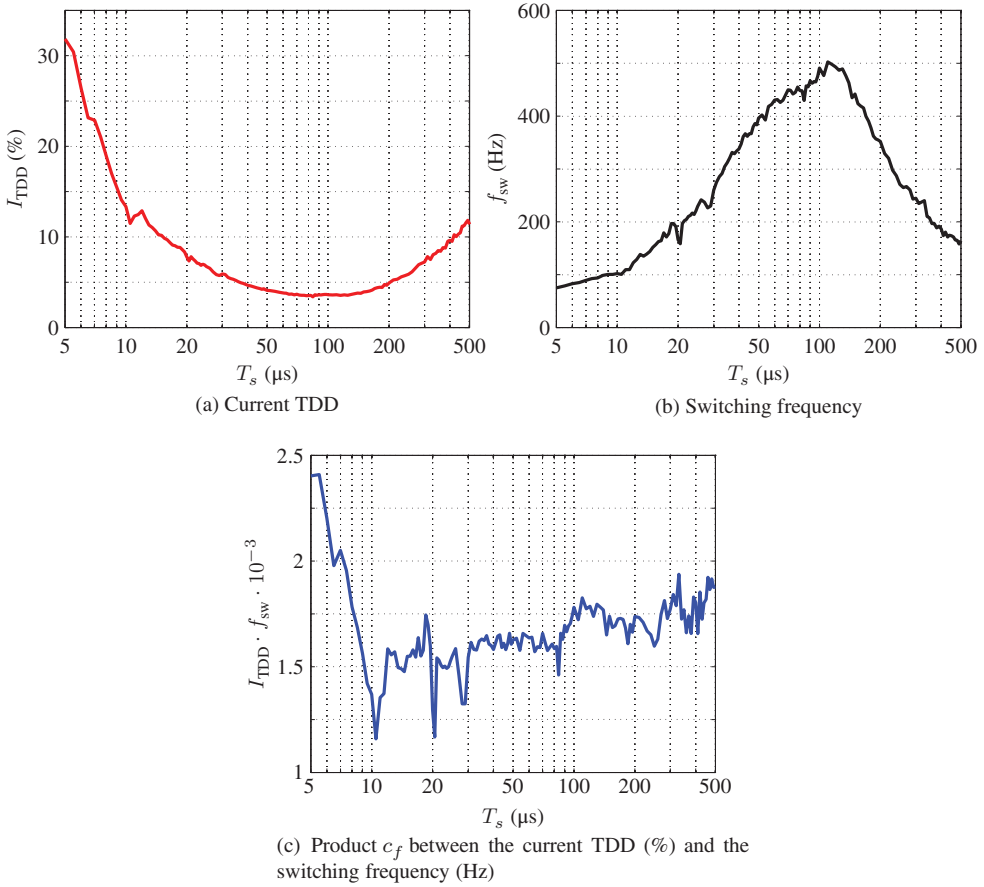 30
20
10
0
5 10 20 50 100 200 500
I_TDD (%)
T_s (µs)
(a) Current TDD
600
400
200
0
5 10 20 50 100 200 500
f_sw (Hz)
T_s (µs)
(b) Switching frequency
2.5
2
1.5
1
5 10 20 50 100 200 500
I_TDD · f_sw · 10⁻³
T_s (µs)
(c) Product c_f between the current TDD (%) and the
switching frequency (Hz)